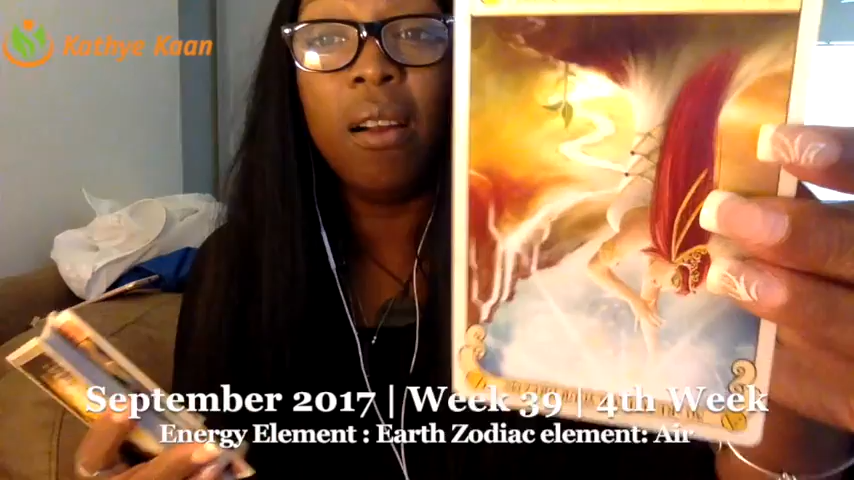 Kathye Kaan
September 2017 | Week 39 | 4th Week
Energy Element : Earth Zodiac element: Air